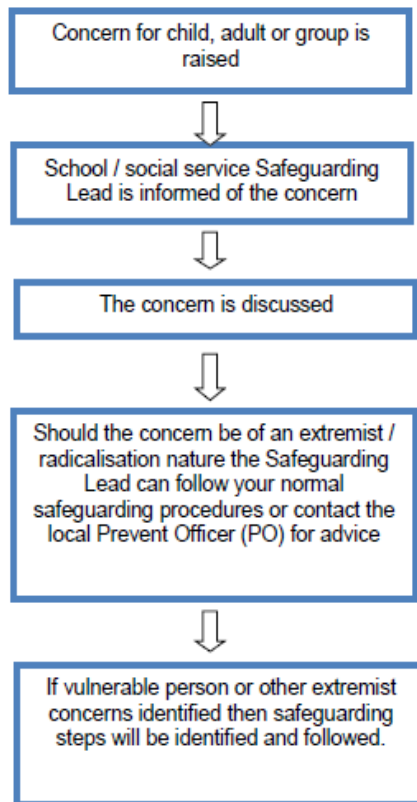 Concern for child, adult or group is
raised
School / social service Safeguarding
Lead is informed of the concern
The concern is discussed
Should the concern be of an extremist /
radicalisation nature the Safeguarding
Lead can follow your normal
safeguarding procedures or contact the
local Prevent Officer (PO) for advice
If vulnerable person or other extremist
concerns identified then safeguarding
steps will be identified and followed.